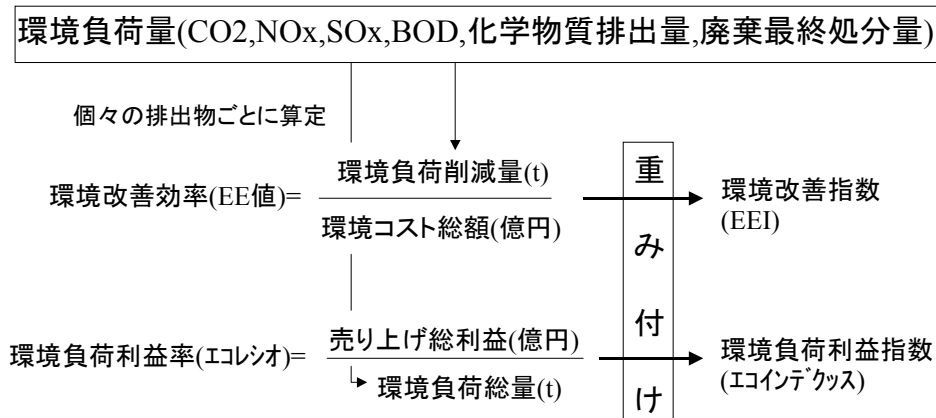 環境負荷量(CO2,NOx,SOx,BOD,化学物質排出量,廃棄最終処分量)
個々の排出物ごとに算定
環境改善効率(EE値)=
環境負荷削減量(t)
環境コスト総額(億円)
重み付け
環境改善指数
(EEI)
環境負荷利益率(ｴｺﾚｼｵ)=
売り上げ総利益(億円)
環境負荷総量(t)
環境負荷利益指数
(ｴｺｲﾝﾃﾞｸｯｽ)